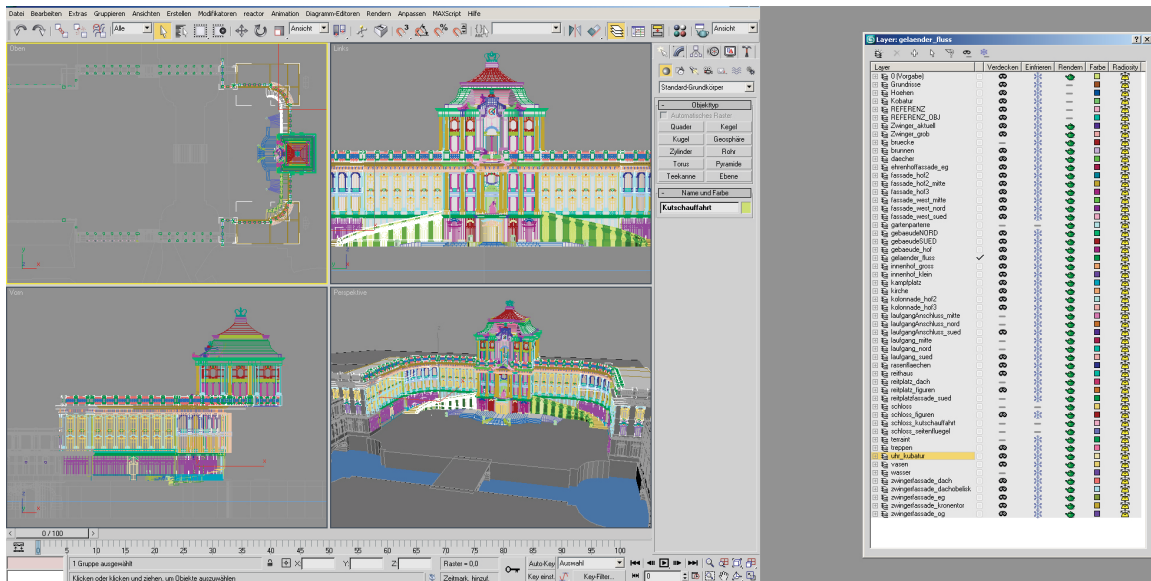 Datei Bearbeiten Extras Gruppieren Ansichten Erstellen Modifikatoren reactor Animation Diagramm-Editoren Rendern Anpassen MAXScript Hilfe
Alle
Ansicht
Ansicht
Oben
Links
Standard-Grundkörper
- Objekttyp
Automatisches Raster
Quader Kegel
Kugel Geosphäre
Zylinder Rohr
Torus Pyramide
Teekanne Ebene
- Name und Farbe
Kutschauffahrt
Vorn
Perspektive
0 / 100
0 5 10 15 20 25 30 35 40 45 50 55 60 65 70 75 80 85 90 95 100
1 Gruppe ausgewählt
X: Y: Z:
Raster = 0,0
Auto-Key Auswahl
Klicken oder klicken und ziehen, um Objekte auszuwählen
Zeitmark. hinzuf.
Key einst. Key-Filter... 0
Layer: gelaender_fluss
Layer Verdecken Einfrieren Rendern Farbe Radiosity
0 (Vorgabe)
Grundrisse
Hoehen
Kobatur
REFERENZ
REFERENZ_OBJ
Zwinger_aktuell
Zwinger_grob
bruecke
brunnen
daecher
ehrenhoffassade_eg
fassade_hof2
fassade_hof2_mitte
fassade_hof3
fassade_west_mitte
fassade_west_nord
fassade_west_sued
gartenparterie
gebaeudeNORD
gebaeudeSUED
gebaeude_hof
gelaender_fluss
innenhof_gross
innenhof_klein
kampfplatz
kirche
kolonnade_hof2
kolonnade_hof3
laufgangAnschluss_mitte
laufgangAnschluss_nord
laufgangAnschluss_sued
laufgang_mitte
laufgang_nord
laufgang_sued
rasenflaechen
reithaus
reitplatz_dach
reitplatz_figuren
reitplatzfassade_sued
schloss
schloss_figuren
schloss_kutschauffahrt
schloss_seitenfluegel
terraint
treppen
uhr_kubatur
vasen
wasser
zwingerfassade_dach
zwingerfassade_dachobelisk
zwingerfassade_eg
zwingerfassade_kronentor
zwingerfassade_og